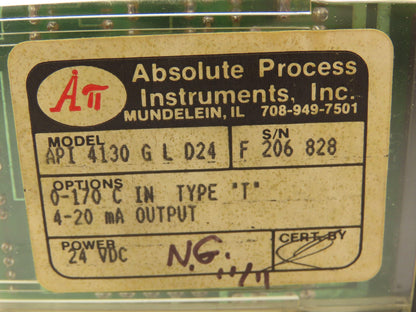 Aπ
Absolute Process
Instruments, Inc.
MUNDELEIN, IL 708-949-7501
MODEL
API 4130 G L D24
S/N
F 206 828
OPTIONS
0-170 C IN TYPE "T"
4-20 mA OUTPUT
POWER
24 VDC
N.G.
CERT. BY